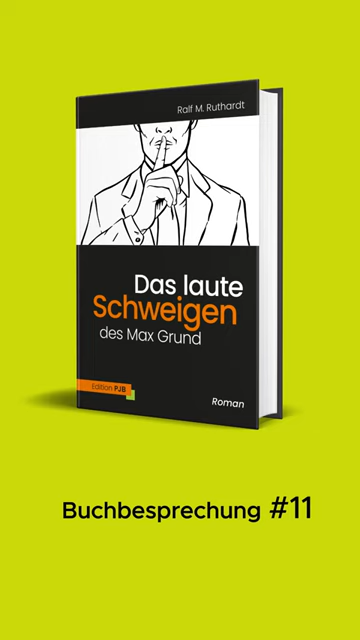 Ralf M. Ruthardt
Das laute
Schweigen
des Max Grund
Edition PJB
Roman
Buchbesprechung #11